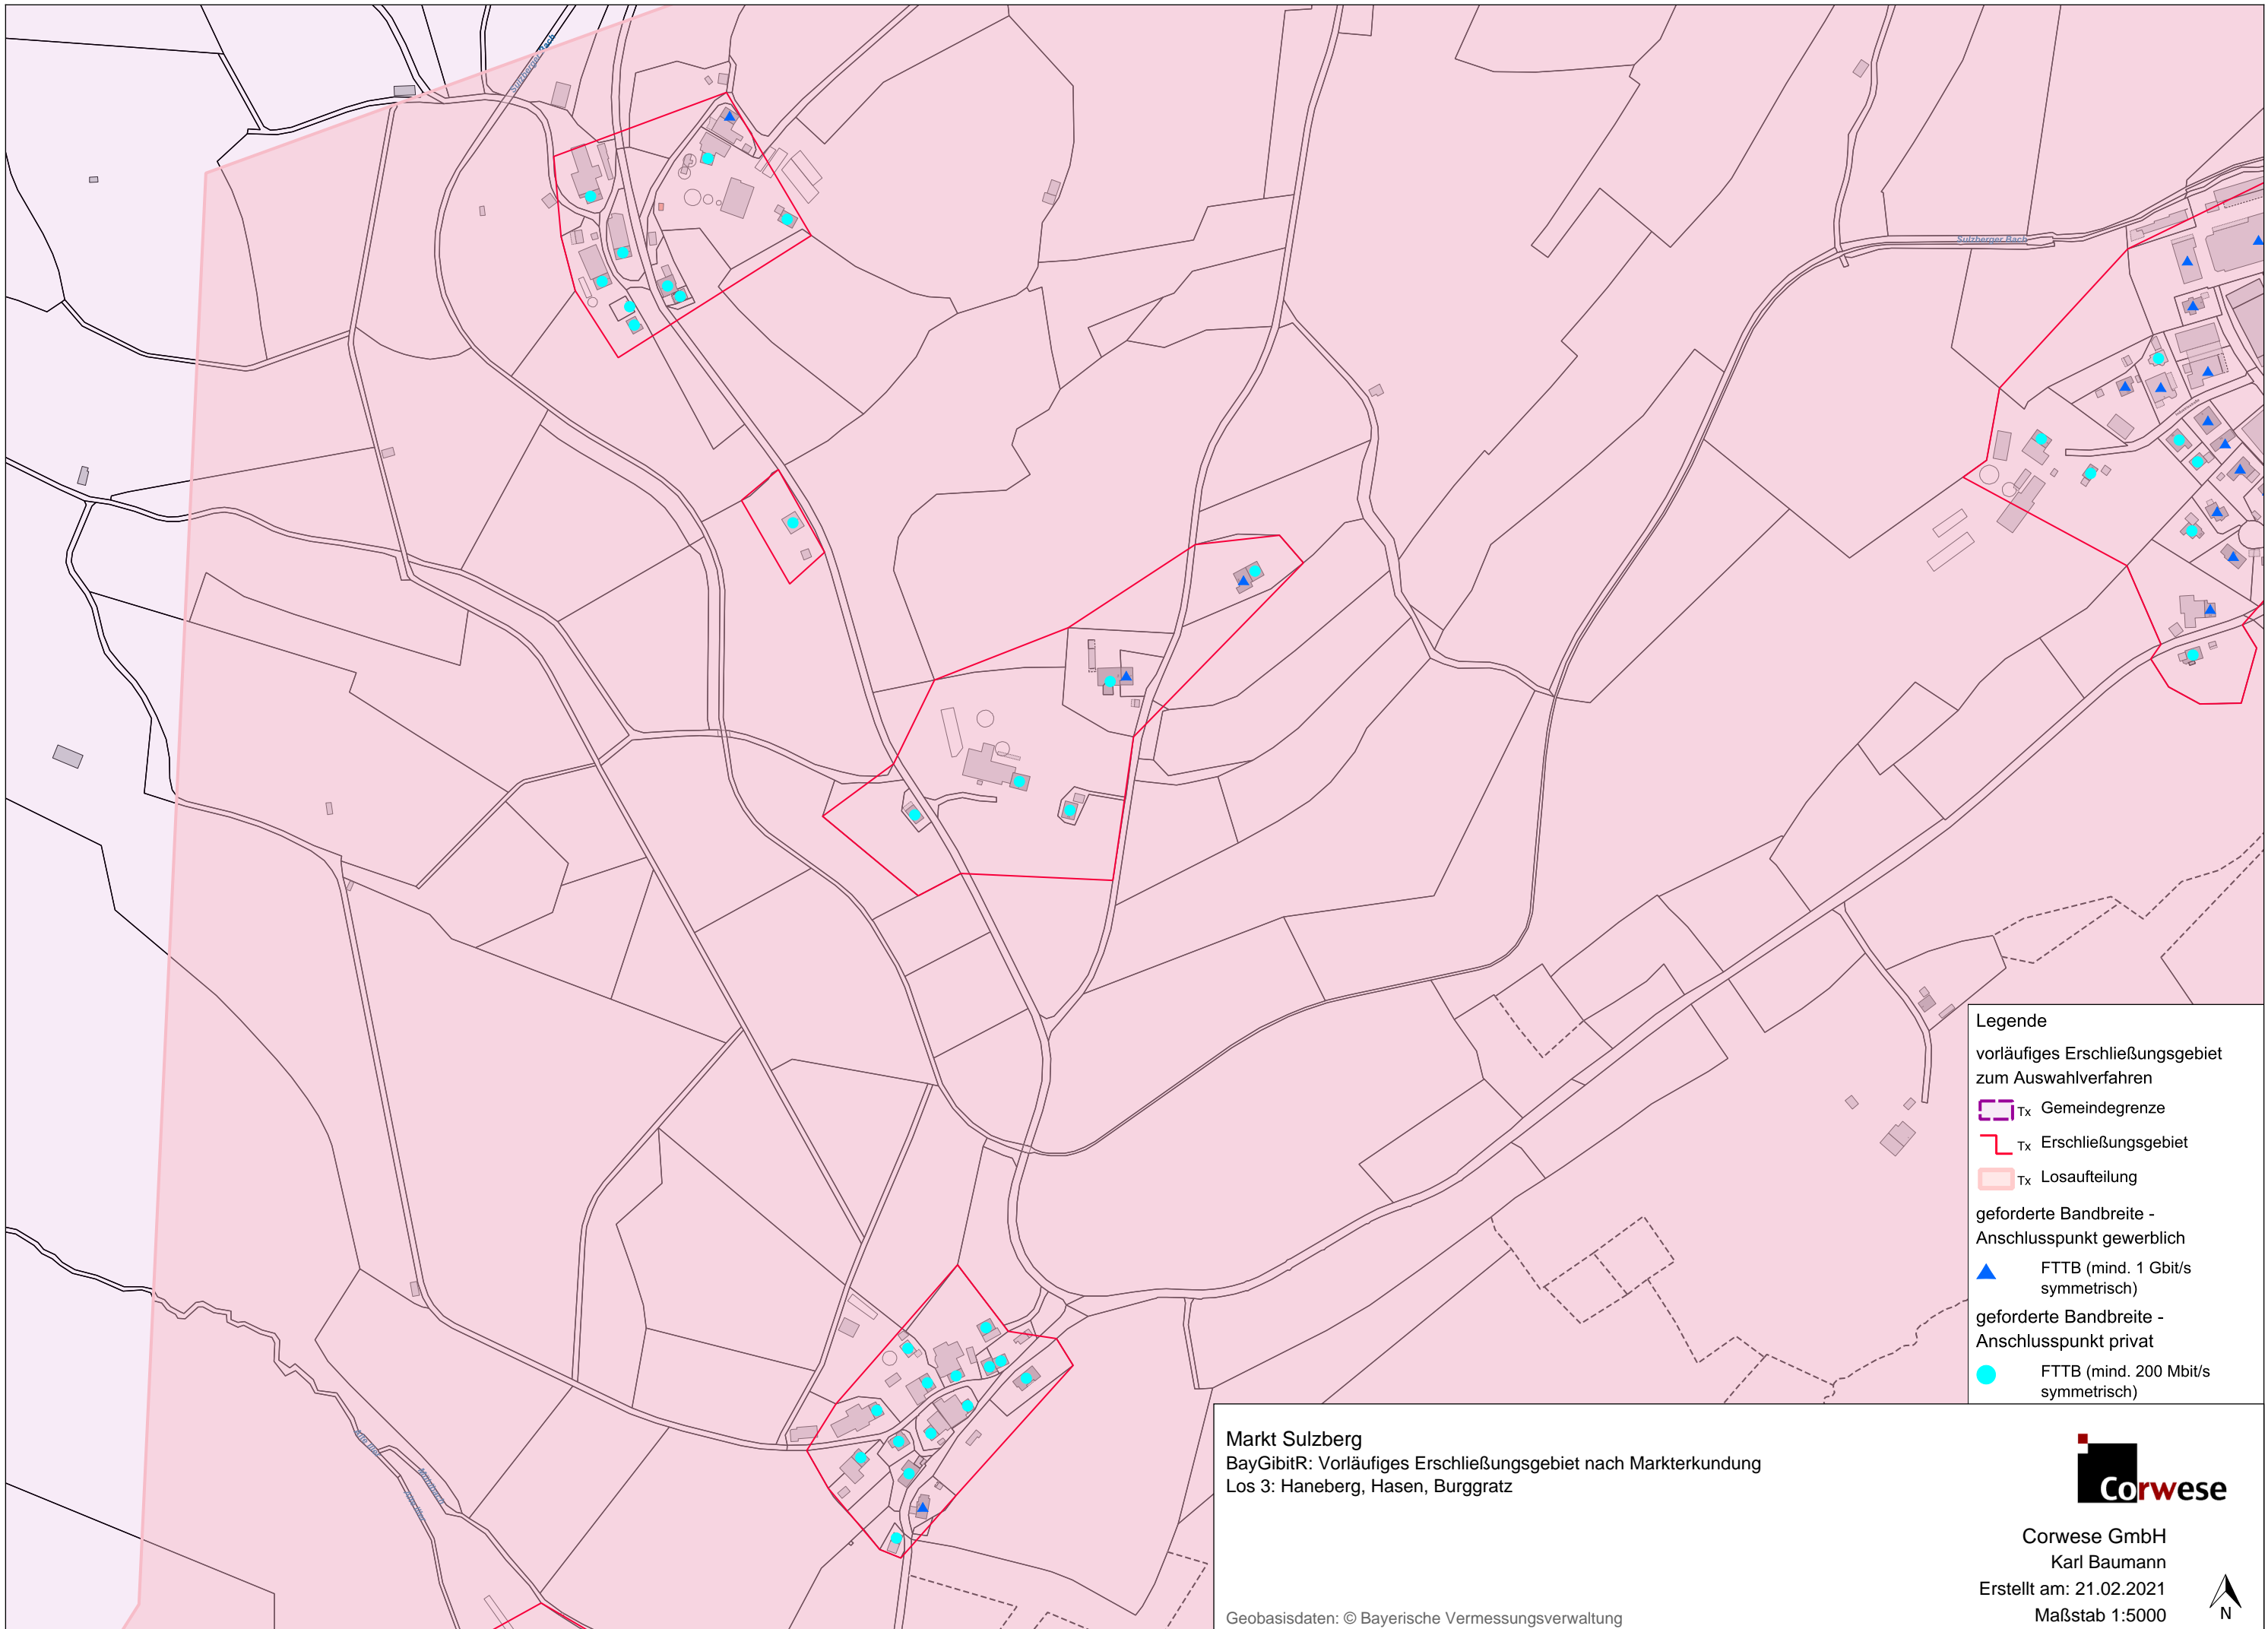 Sulzberger Bach
Sulzberger Bach
Legende
vorläufiges Erschließungsgebiet
zum Auswahlverfahren
Tx Gemeindegrenze
Tx Erschließungsgebiet
Tx Losaufteilung
geforderte Bandbreite -
Anschlusspunkt gewerblich
FTTB (mind. 1 Gbit/s
symmetrisch)
geforderte Bandbreite -
Anschlusspunkt privat
FTTB (mind. 200 Mbit/s
symmetrisch)
Markt Sulzberg
BayGibitR: Vorläufiges Erschließungsgebiet nach Markterkundung
Los 3: Haneberg, Hasen, Burggratz
Corwese
Corwese GmbH
Karl Baumann
Erstellt am: 21.02.2021
Maßstab 1:5000
N
Geobasisdaten: © Bayerische Vermessungsverwaltung